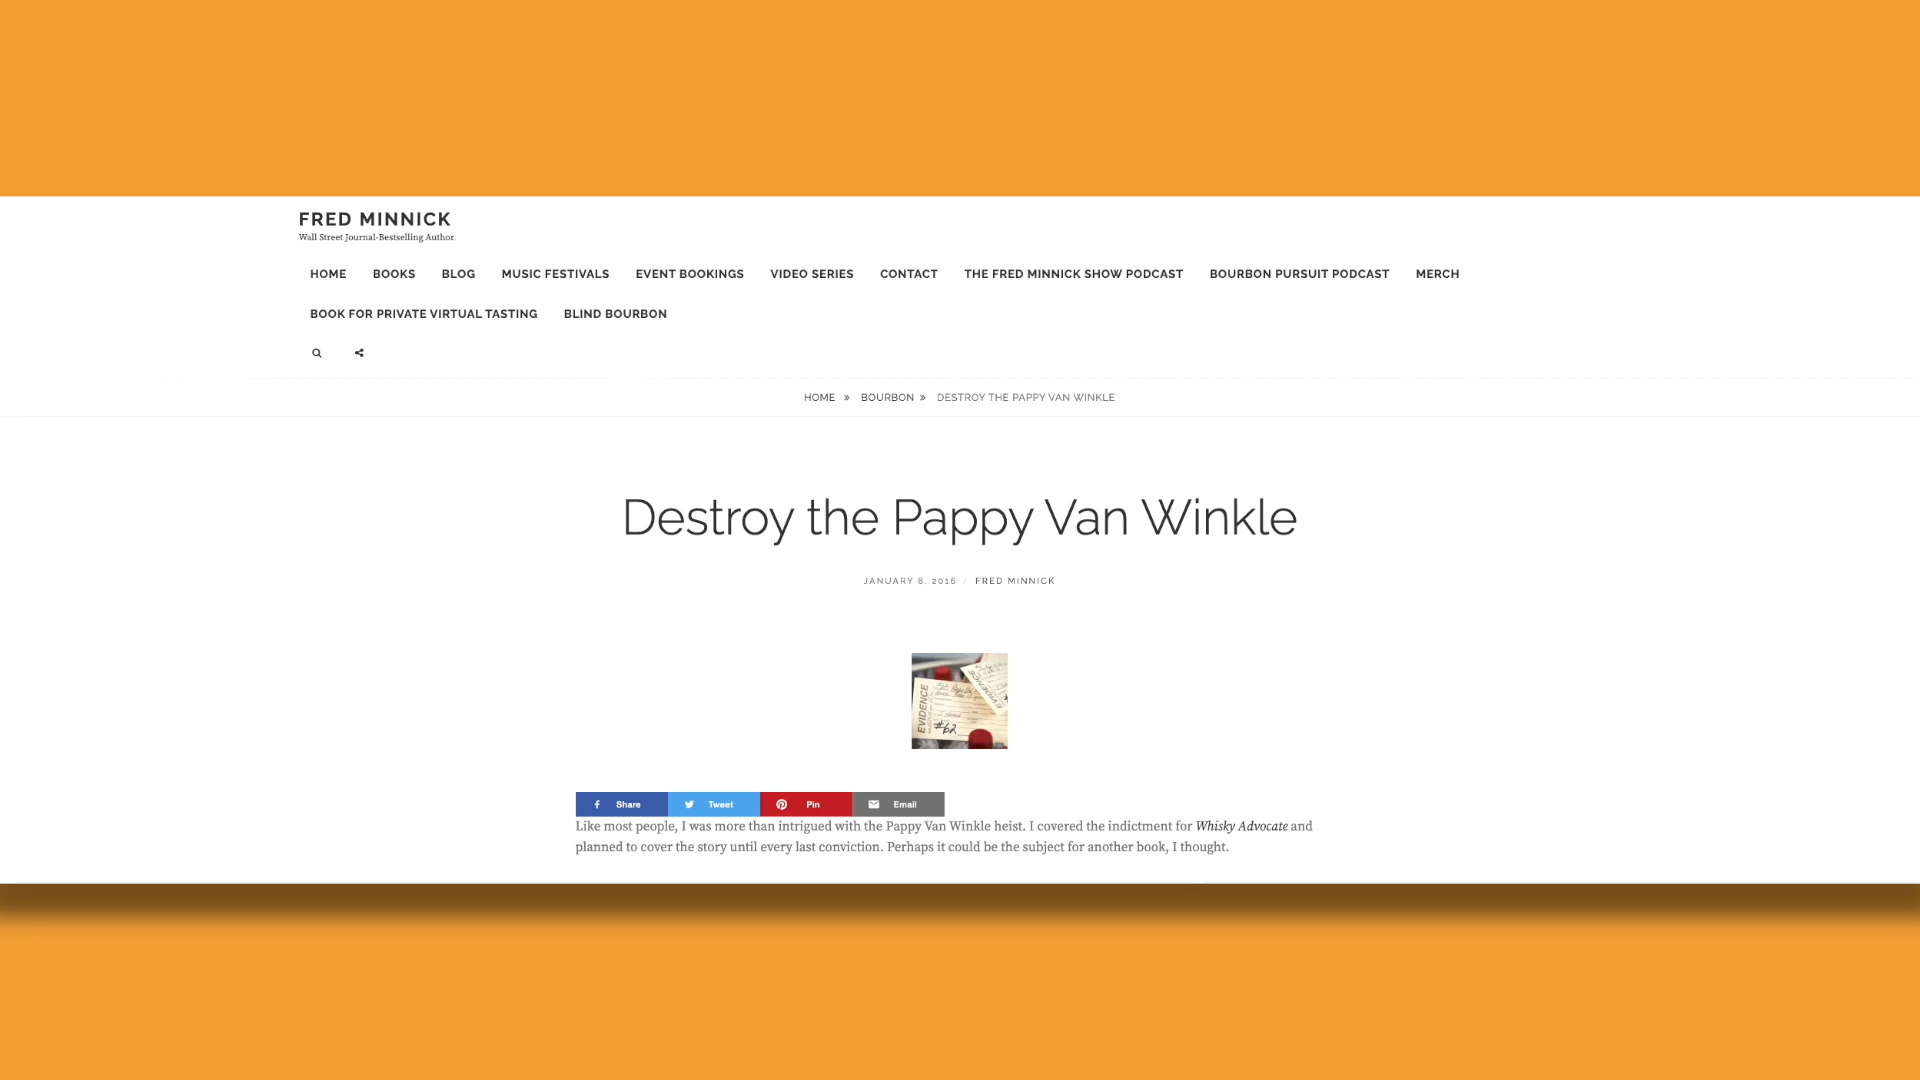 FRED MINNICK
Wall Street Journal-Bestselling Author
HOME BOOKS BLOG MUSIC FESTIVALS EVENT BOOKINGS VIDEO SERIES CONTACT THE FRED MINNICK SHOW PODCAST BOURBON PURSUIT PODCAST MERCH
BOOK FOR PRIVATE VIRTUAL TASTING BLIND BOURBON
HOME » BOURBON » DESTROY THE PAPPY VAN WINKLE
Destroy the Pappy Van Winkle
JANUARY 8, 2016 / FRED MINNICK
EVIDENCE
EVIDENCE
#62
Share Tweet Pin Email
Like most people, I was more than intrigued with the Pappy Van Winkle heist. I covered the indictment for Whisky Advocate and
planned to cover the story until every last conviction. Perhaps it could be the subject for another book, I thought.